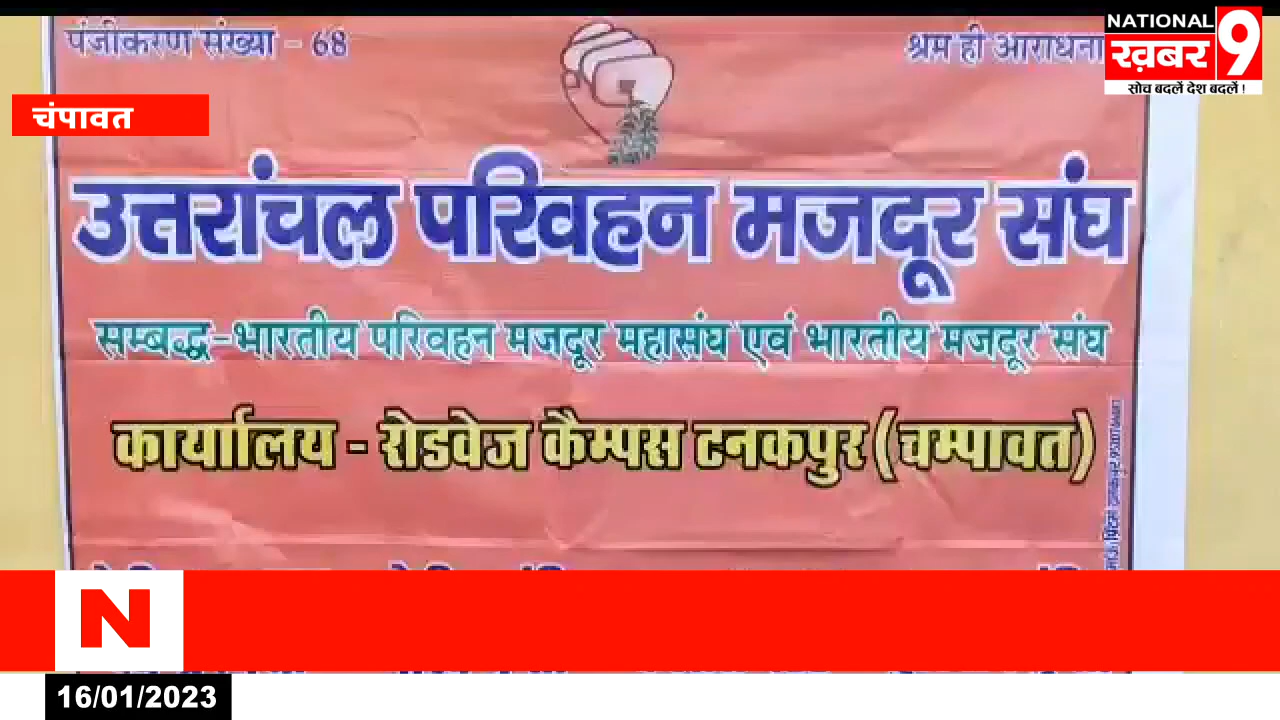 पंजीकरण संख्या - 68
श्रम ही आराधना
NATIONAL
ख़बर 9
सोच बदलें देश बदलें !
चंपावत
उत्तरांचल परिवहन मजदूर संघ
सम्बद्ध-भारतीय परिवहन मजदूर महासंघ एवं भारतीय मजदूर संघ
कार्यालय - रोडवेज कैम्पस टनकपुर (चम्पावत)
N
16/01/2023